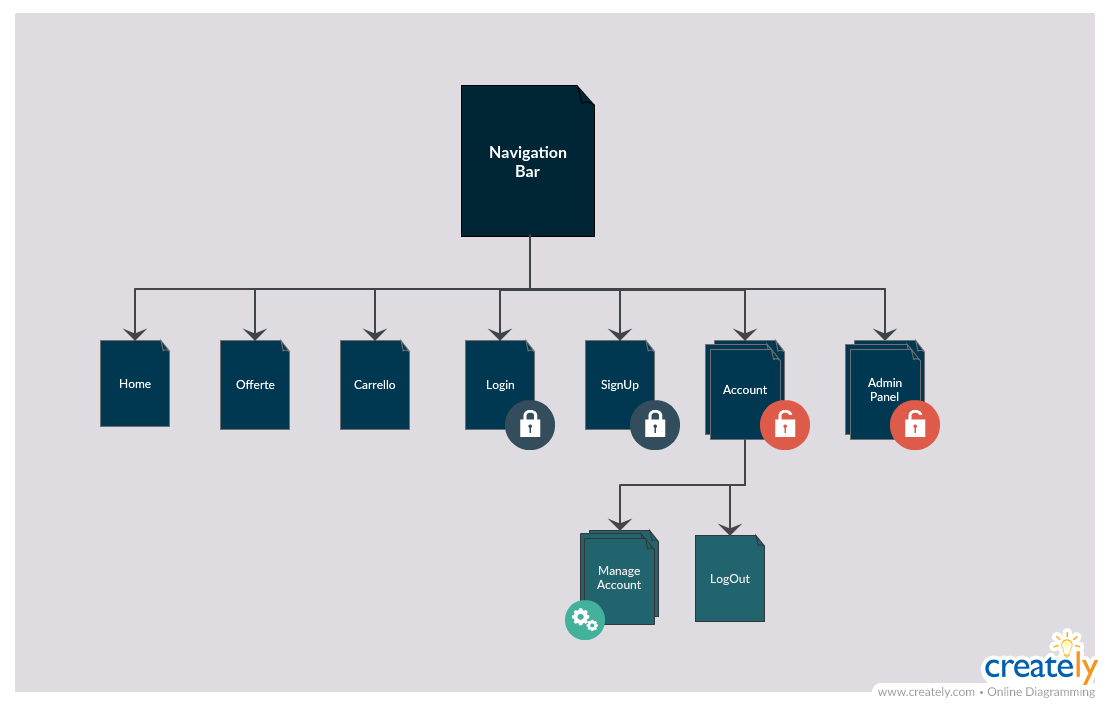 Navigation
Bar
Home
Offerte
Carrello
Login
SignUp
Account
Admin
Panel
Manage
Account
LogOut
creately
www.creately.com • Online Diagramming